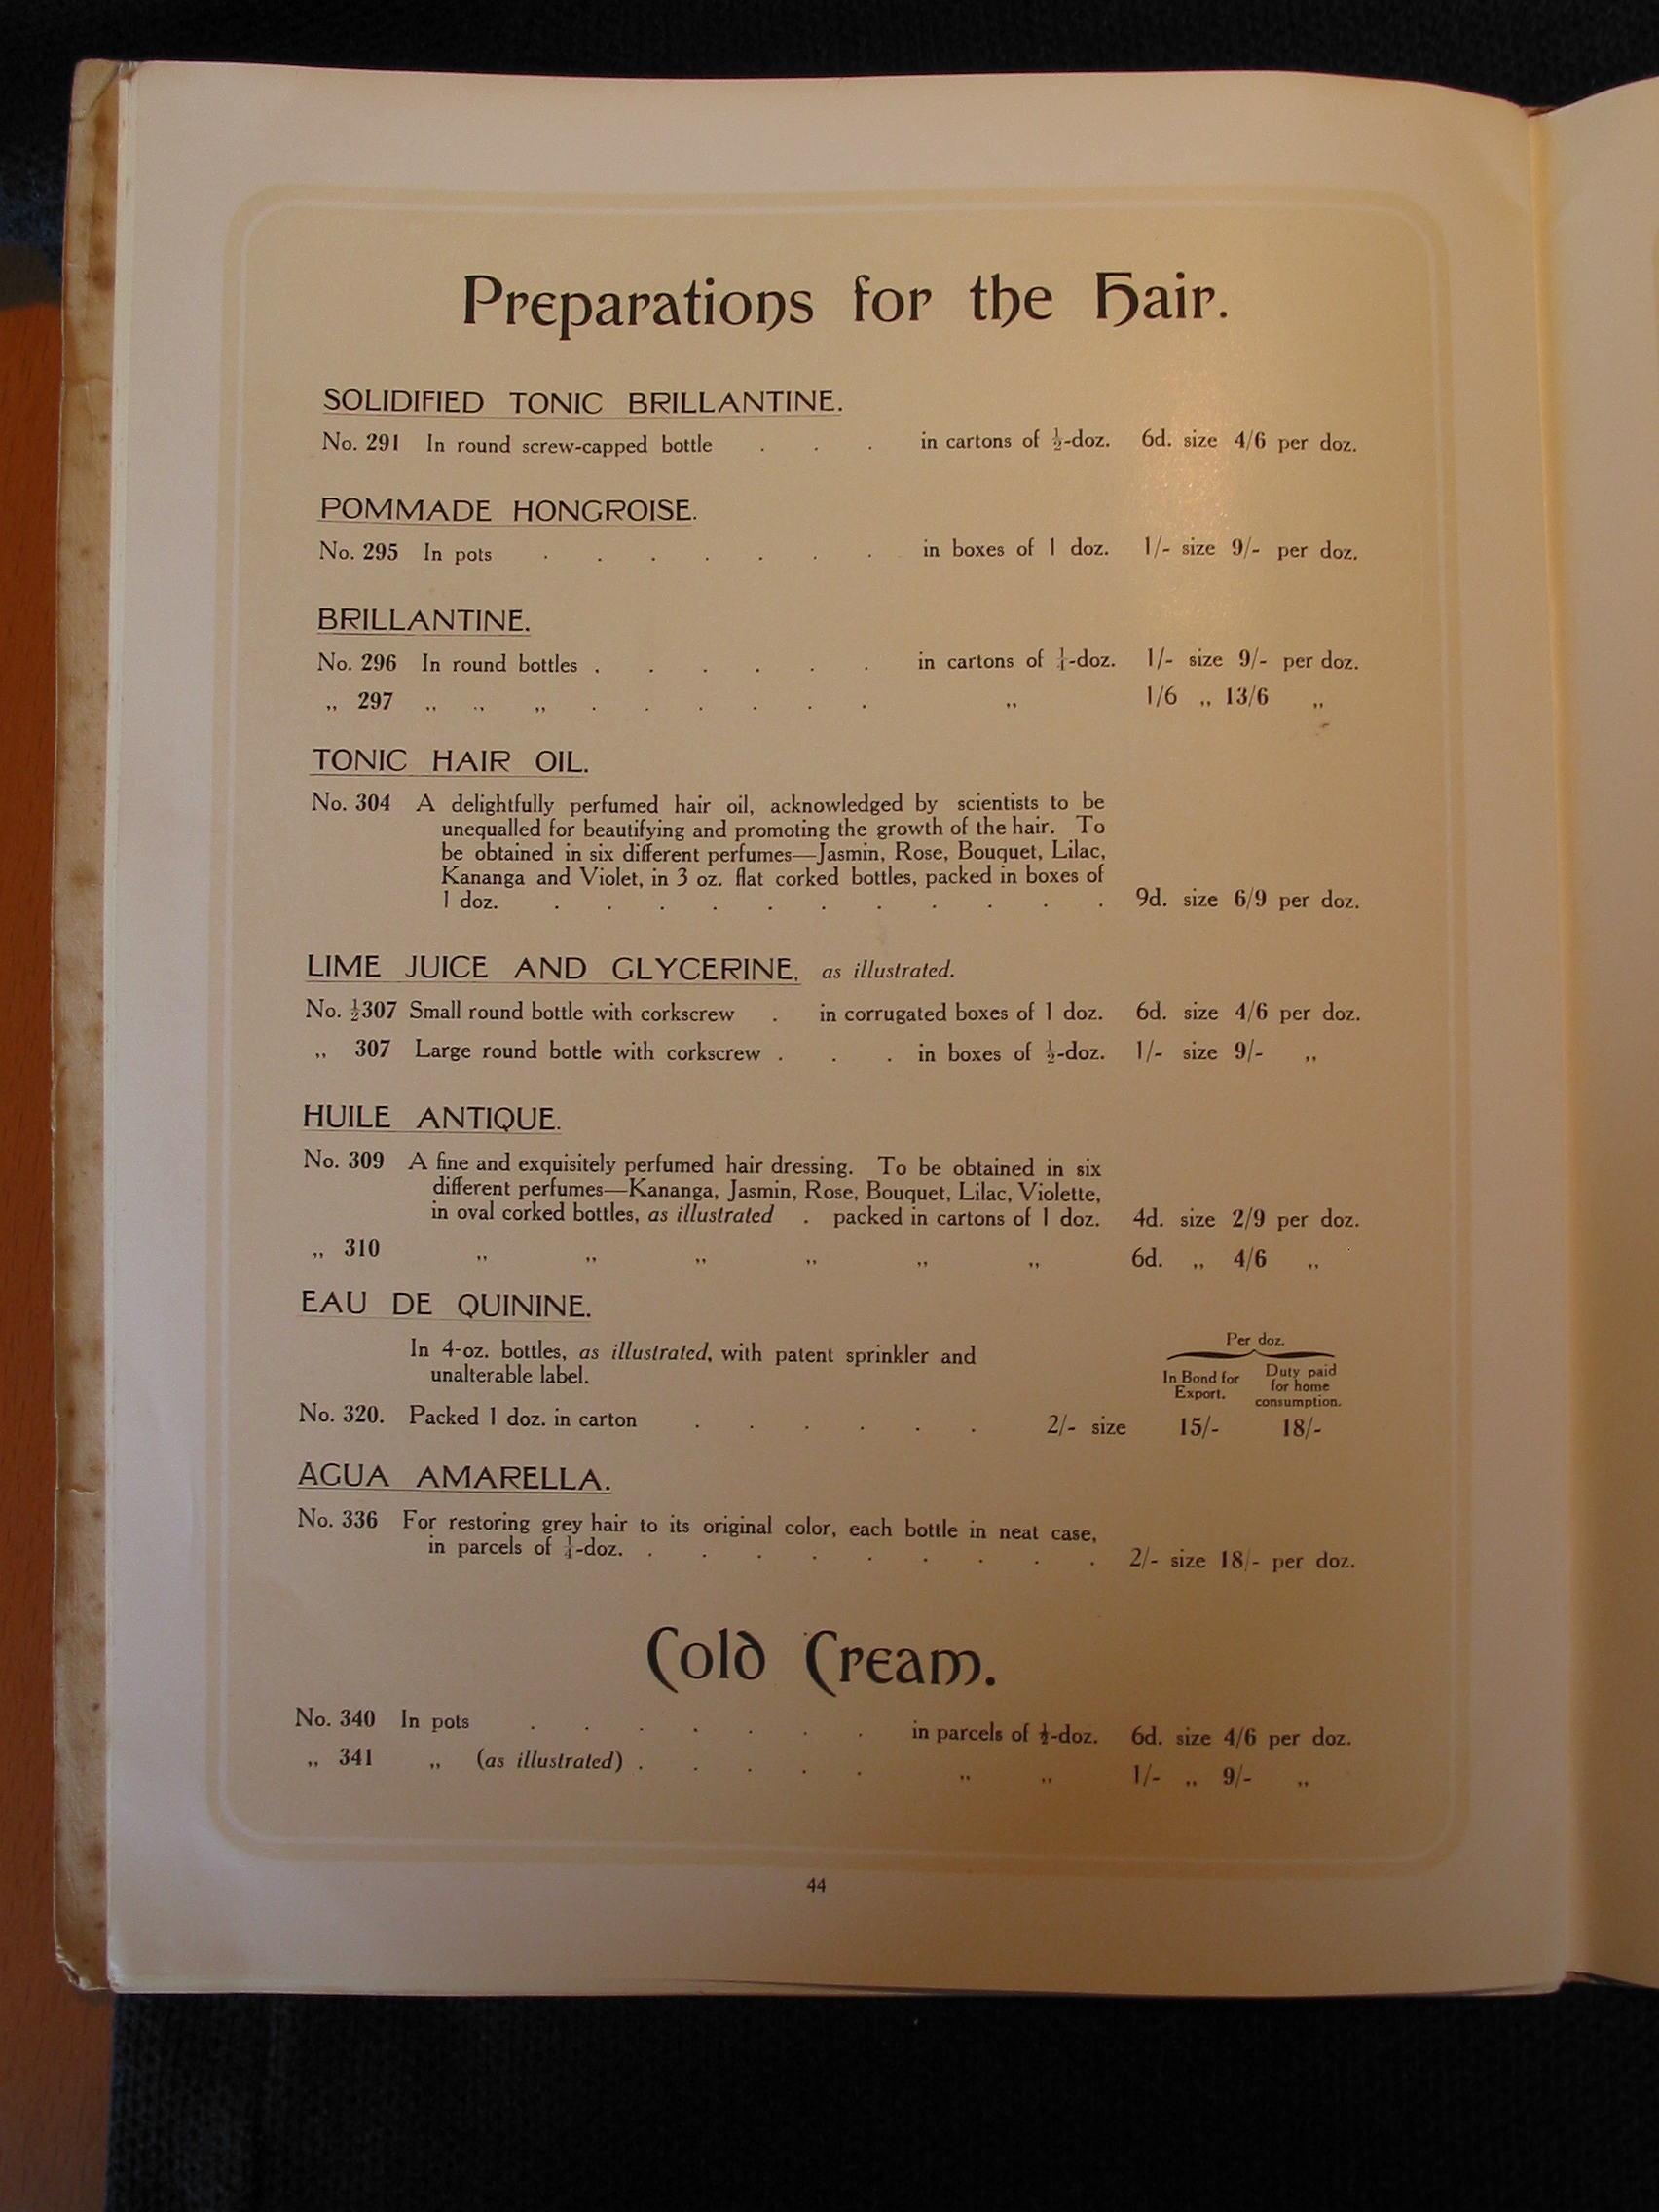 Preparations for the Hair.
SOLIDIFIED TONIC BRILLANTINE.
No. 291 In round screw-capped bottle . . . in cartons of ½-doz. 6d. size 4/6 per doz.
POMMADE HONGROISE.
No. 295 In pots . . . . . . . in boxes of 1 doz. 1/- size 9/- per doz.
BRILLANTINE.
No. 296 In round bottles . . . . . . in cartons of ¼-doz. 1/- size 9/- per doz.
„ 297 „ „ „ . . . . . . „ 1/6 „ 13/6 „
TONIC HAIR OIL.
No. 304 A delightfully perfumed hair oil, acknowledged by scientists to be
unequalled for beautifying and promoting the growth of the hair. To
be obtained in six different perfumes—Jasmin, Rose, Bouquet, Lilac,
Kananga and Violet, in 3 oz. flat corked bottles, packed in boxes of
1 doz. . . . . . . . . . . . 9d. size 6/9 per doz.
LIME JUICE AND GLYCERINE, as illustrated.
No. ½307 Small round bottle with corkscrew . in corrugated boxes of 1 doz. 6d. size 4/6 per doz.
„ 307 Large round bottle with corkscrew . . . in boxes of ½-doz. 1/- size 9/- „
HUILE ANTIQUE.
No. 309 A fine and exquisitely perfumed hair dressing. To be obtained in six
different perfumes—Kananga, Jasmin, Rose, Bouquet, Lilac, Violette,
in oval corked bottles, as illustrated . packed in cartons of 1 doz. 4d. size 2/9 per doz.
„ 310 „ „ „ „ „ „ 6d. „ 4/6 „
EAU DE QUININE.
Per doz.
In 4-oz. bottles, as illustrated, with patent sprinkler and
unalterable label.
In Bond for Export. Duty paid for home consumption.
No. 320. Packed 1 doz. in carton . . . . . . 2/- size 15/- 18/-
AGUA AMARELLA.
No. 336 For restoring grey hair to its original color, each bottle in neat case,
in parcels of ¼-doz. . . . . . . . . . 2/- size 18/- per doz.
Cold Cream.
No. 340 In pots . . . . . . . in parcels of ½-doz. 6d. size 4/6 per doz.
„ 341 „ (as illustrated) . . . . . „ „ 1/- „ 9/- „
44